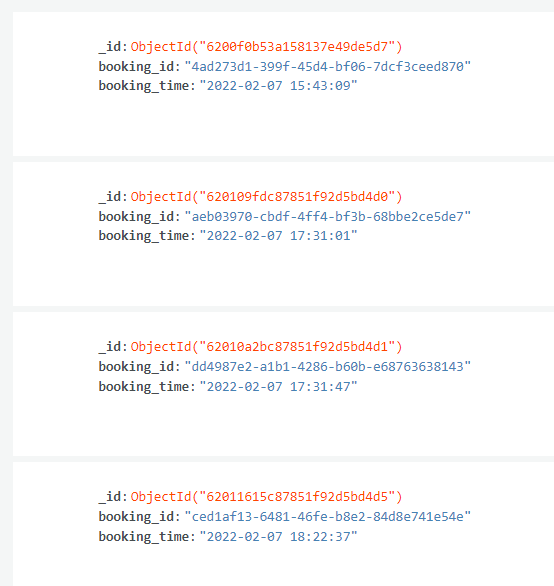 _id: ObjectId("6200f0b53a158137e49de5d7")
booking_id: "4ad273d1-399f-45d4-bf06-7dcf3ceed870"
booking_time: "2022-02-07 15:43:09"
_id: ObjectId("620109fdc87851f92d5bd4d0")
booking_id: "aeb03970-cbdf-4ff4-bf3b-68bbe2ce5de7"
booking_time: "2022-02-07 17:31:01"
_id: ObjectId("62010a2bc87851f92d5bd4d1")
booking_id: "dd4987e2-a1b1-4286-b60b-e68763638143"
booking_time: "2022-02-07 17:31:47"
_id: ObjectId("62011615c87851f92d5bd4d5")
booking_id: "ced1af13-6481-46fe-b8e2-84d8e741e54e"
booking_time: "2022-02-07 18:22:37"